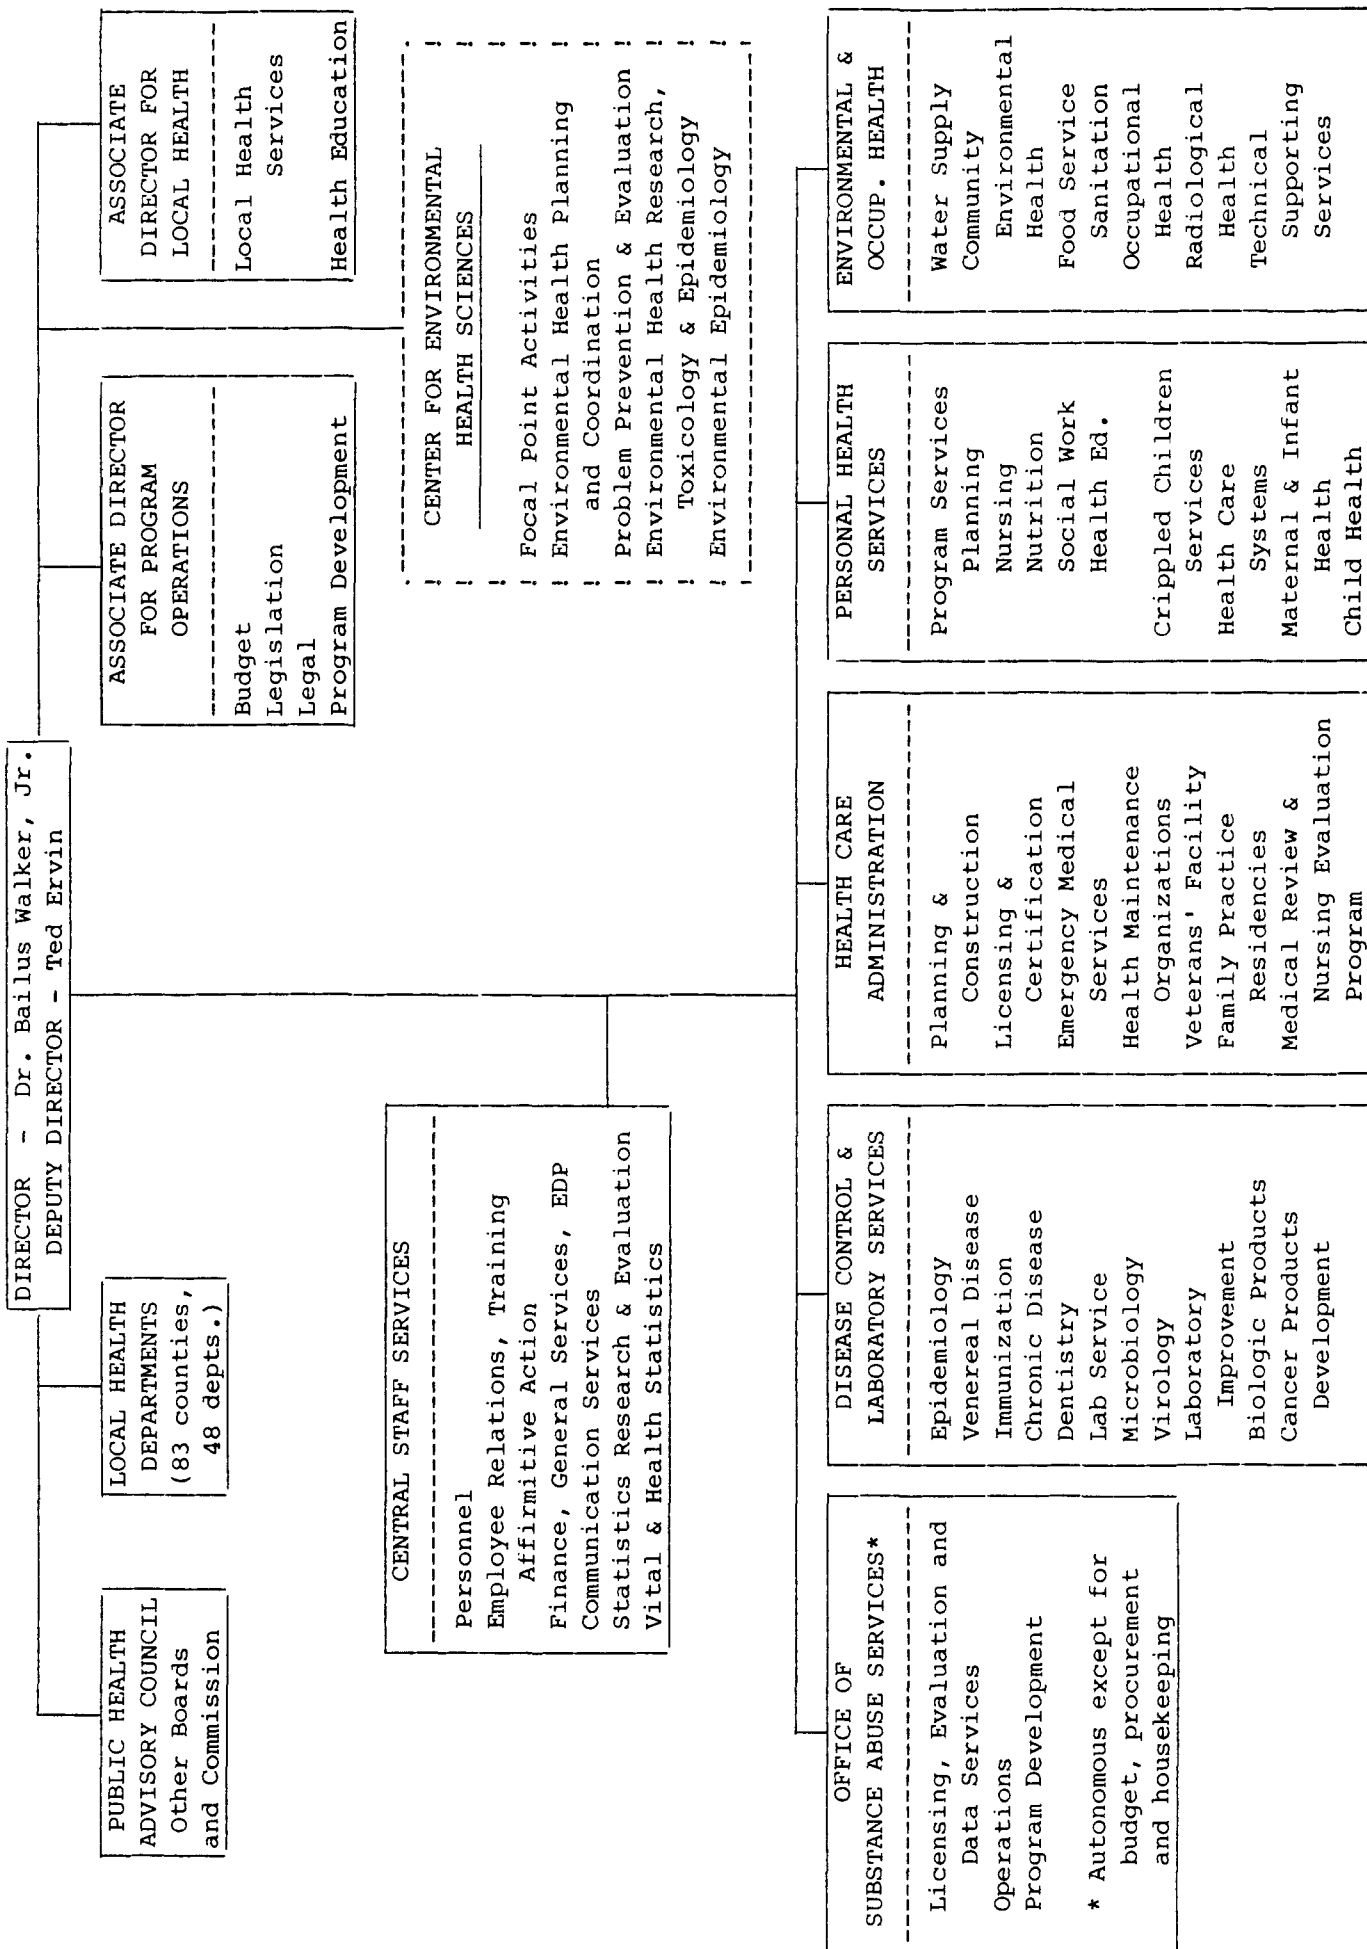 DIRECTOR - Dr. Bailus Walker, Jr.
DEPUTY DIRECTOR - Ted Ervin
PUBLIC HEALTH
ADVISORY COUNCIL
Other Boards
and Commission
LOCAL HEALTH
DEPARTMENTS
(83 counties,
48 depts.)
ASSOCIATE DIRECTOR
FOR PROGRAM
OPERATIONS
Budget
Legislation
Legal
Program Development
ASSOCIATE
DIRECTOR FOR
LOCAL HEALTH
Local Health
Services
Health Education
CENTRAL STAFF SERVICES
Personnel
Employee Relations, Training
Affirmitive Action
Finance, General Services, EDP
Communication Services
Statistics Research & Evaluation
Vital & Health Statistics
CENTER FOR ENVIRONMENTAL
HEALTH SCIENCES
Focal Point Activities
Environmental Health Planning
and Coordination
Problem Prevention & Evaluation
Environmental Health Research,
Toxicology & Epidemiology
Environmental Epidemiology
OFFICE OF
SUBSTANCE ABUSE SERVICES*
Licensing, Evaluation and
Data Services
Operations
Program Development
* Autonomous except for
budget, procurement
and housekeeping
DISEASE CONTROL &
LABORATORY SERVICES
Epidemiology
Venereal Disease
Immunization
Chronic Disease
Dentistry
Lab Service
Microbiology
Virology
Laboratory
Improvement
Biologic Products
Cancer Products
Development
HEALTH CARE
ADMINISTRATION
Planning &
Construction
Licensing &
Certification
Emergency Medical
Services
Health Maintenance
Organizations
Veterans' Facility
Family Practice
Residencies
Medical Review &
Nursing Evaluation
Program
PERSONAL HEALTH
SERVICES
Program Services
Planning
Nursing
Nutrition
Social Work
Health Ed.
Crippled Children
Services
Health Care
Systems
Maternal & Infant
Health
Child Health
ENVIRONMENTAL &
OCCUP. HEALTH
Water Supply
Community
Environmental
Health
Food Service
Sanitation
Occupational
Health
Radiological
Health
Technical
Supporting
Services